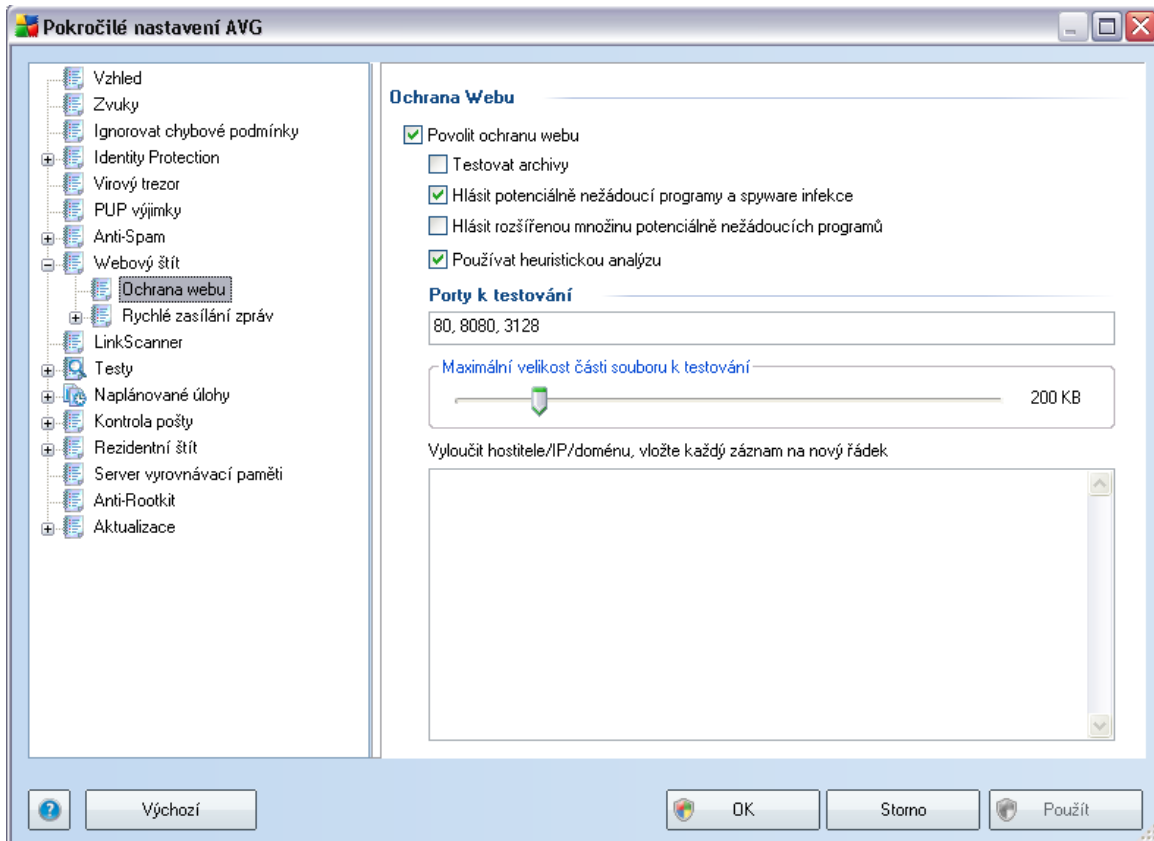 Pokročilé nastavení AVG
Vzhled
Zvuky
Ignorovat chybové podmínky
Identity Protection
Virový trezor
PUP výjimky
Anti-Spam
Webový štít
Ochrana webu
Rychlé zasílání zpráv
LinkScanner
Testy
Naplánované úlohy
Kontrola pošty
Rezidentní štít
Server vyrovnávací paměti
Anti-Rootkit
Aktualizace
Ochrana Webu
Povolit ochranu webu
Testovat archivy
Hlásit potenciálně nežádoucí programy a spyware infekce
Hlásit rozšířenou množinu potenciálně nežádoucích programů
Používat heuristickou analýzu
Porty k testování
80, 8080, 3128
Maximální velikost části souboru k testování
200 KB
Vyloučit hostitele/IP/doménu, vložte každý záznam na nový řádek
Výchozí
OK
Storno
Použít